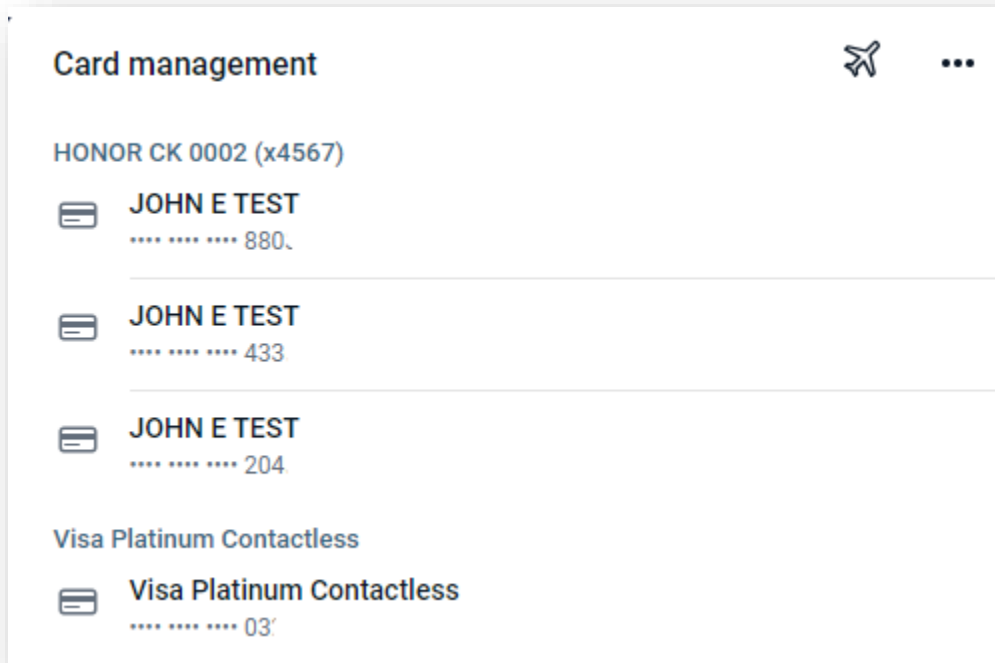 Card management
HONOR CK 0002 (x4567)
JOHN E TEST
•••• •••• •••• 880
JOHN E TEST
•••• •••• •••• 433
JOHN E TEST
•••• •••• •••• 204
Visa Platinum Contactless
Visa Platinum Contactless
•••• •••• •••• 03